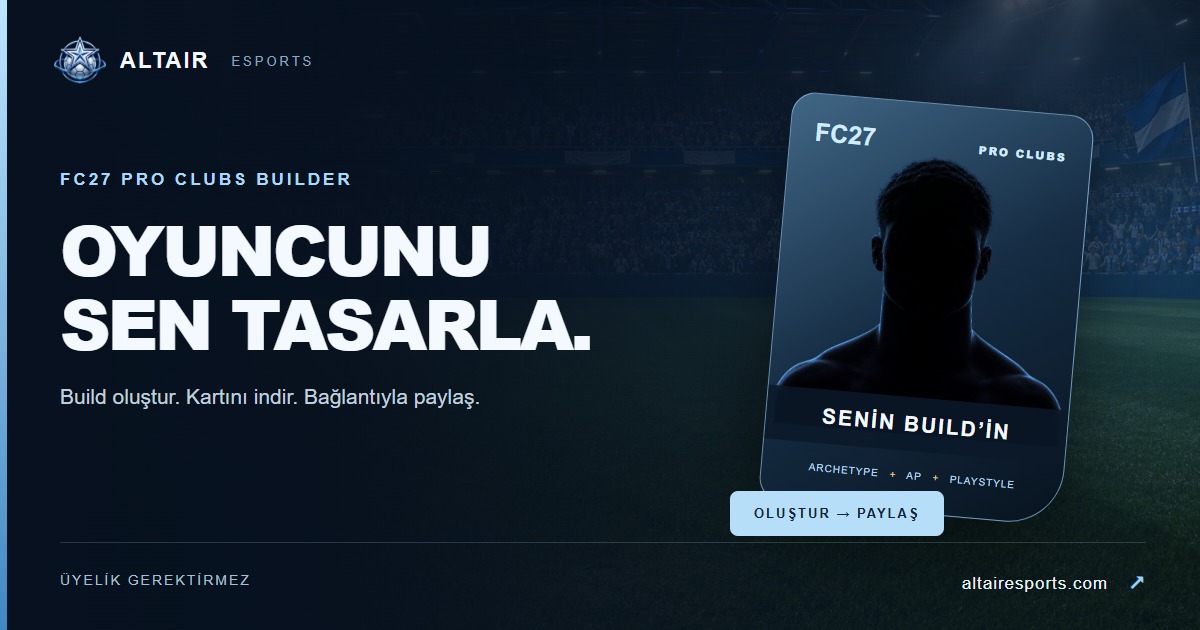 ALTAIR ESPORTS
FC27 PRO CLUBS BUILDER
OYUNCUNU
SEN TASARLA.
Build oluştur. Kartını indir. Bağlantıyla paylaş.
FC27
PRO CLUBS
SENİN BUILD’İN
ARCHETYPE + AP + PLAYSTYLE
OLUŞTUR → PAYLAŞ
ÜYELİK GEREKTİRMEZ
altairesports.com ↗